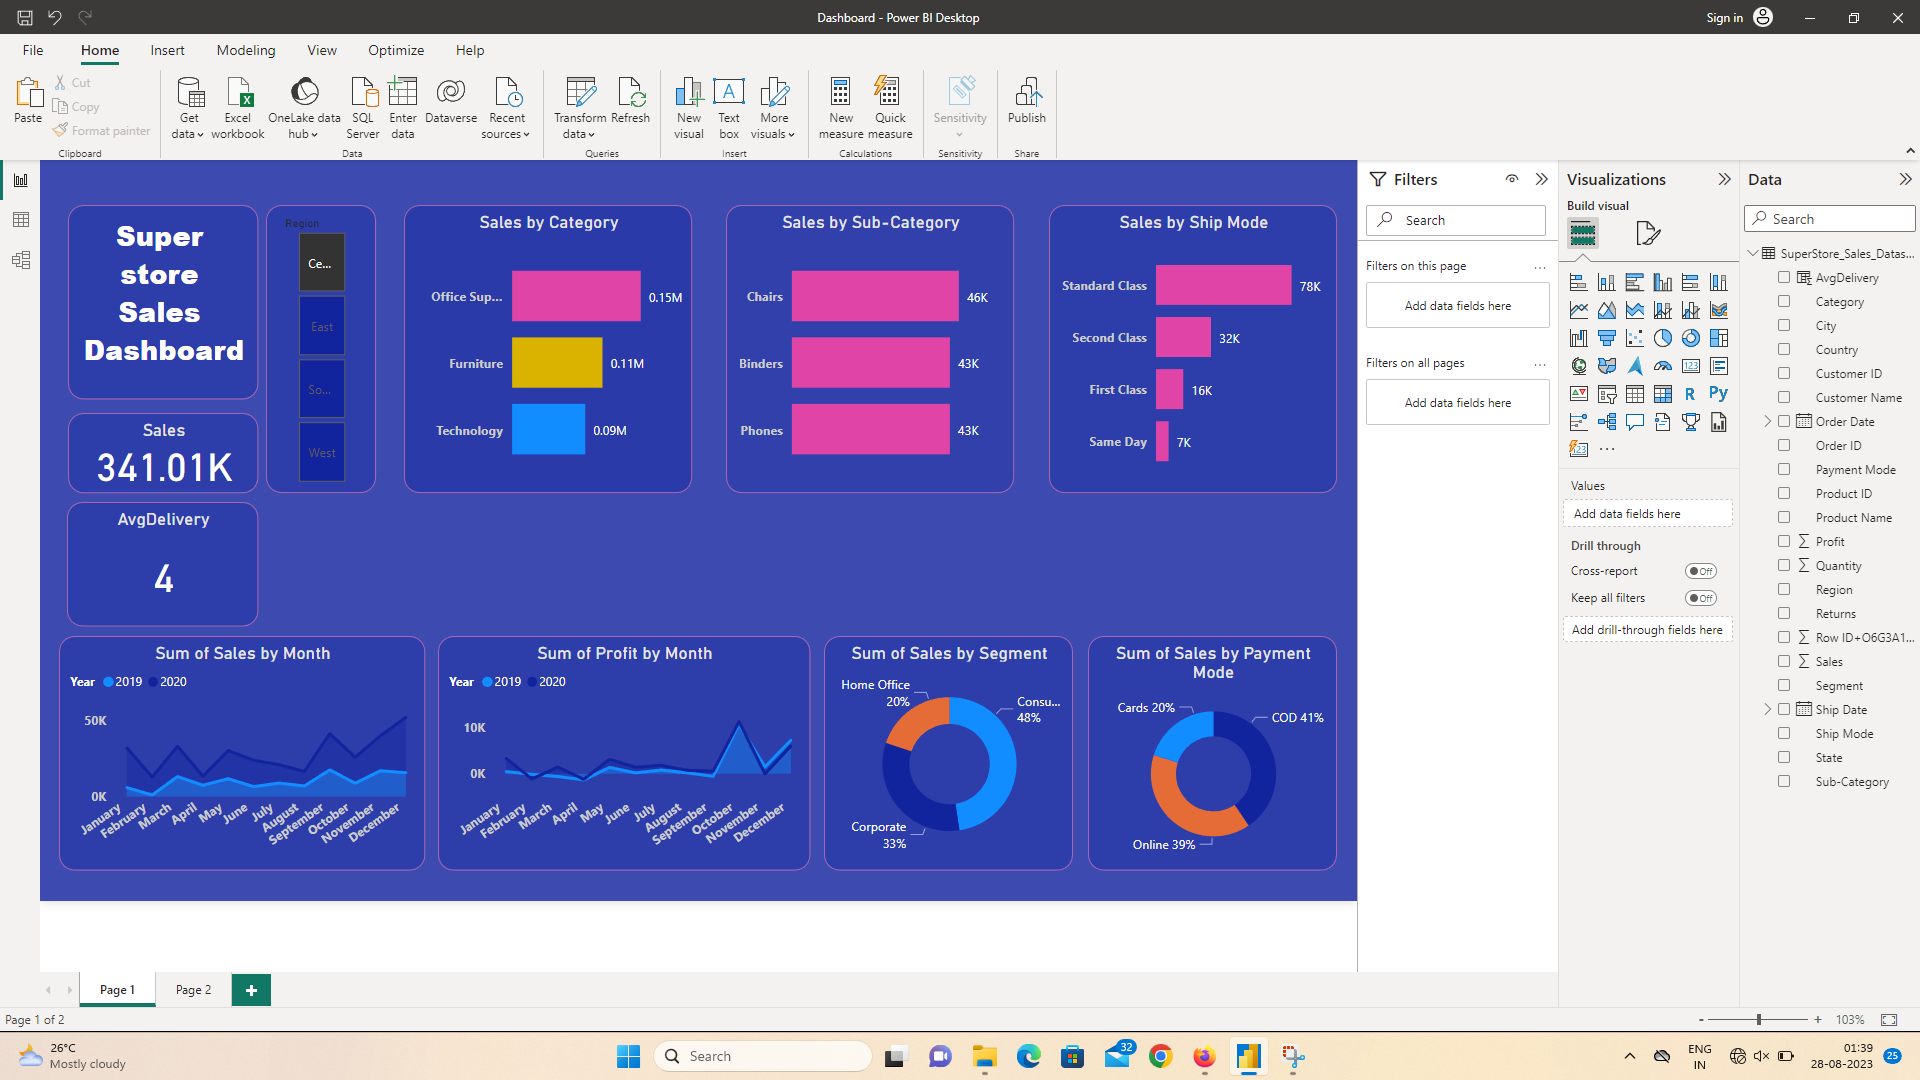 Dashboard - Power BI Desktop
Sign in
File
Home
Insert
Modeling
View
Optimize
Help
Paste
Cut
Copy
Format painter
Clipboard
Get data
Excel workbook
OneLake data hub
SQL Server
Enter data
Dataverse
Recent sources
Data
Transform data
Refresh
Queries
New visual
Text box
More visuals
Insert
New measure
Quick measure
Calculations
Sensitivity
Sensitivity
Publish
Share
Super
store
Sales
Dashboard
Sales
341.01K
AvgDelivery
4
Region
Ce...
East
So...
West
Sales by Category
Office Sup...
0.15M
Furniture
0.11M
Technology
0.09M
Sales by Sub-Category
Chairs
46K
Binders
43K
Phones
43K
Sales by Ship Mode
Standard Class
78K
Second Class
32K
First Class
16K
Same Day
7K
Sum of Sales by Month
Year 2019 2020
50K
0K
January
February
March
April
May
June
July
August
September
October
November
December
Sum of Profit by Month
Year 2019 2020
10K
0K
January
February
March
April
May
June
July
August
September
October
November
December
Sum of Sales by Segment
Home Office
20%
Consu...
48%
Corporate
33%
Sum of Sales by Payment
Mode
Cards 20%
COD 41%
Online 39%
Filters
Search
Filters on this page
...
Add data fields here
Filters on all pages
...
Add data fields here
Visualizations
Build visual
123
R
Py
123
...
Values
Add data fields here
Drill through
Cross-report
Off
Keep all filters
Off
Add drill-through fields here
Data
Search
SuperStore_Sales_Datas...
AvgDelivery
Category
City
Country
Customer ID
Customer Name
Order Date
Order ID
Payment Mode
Product ID
Product Name
Profit
Quantity
Region
Returns
Row ID+O6G3A1...
Sales
Segment
Ship Date
Ship Mode
State
Sub-Category
Page 1
Page 2
+
Page 1 of 2
- + 103%
26°C
Mostly cloudy
Search
32
ENG
IN
01:39
28-08-2023
25